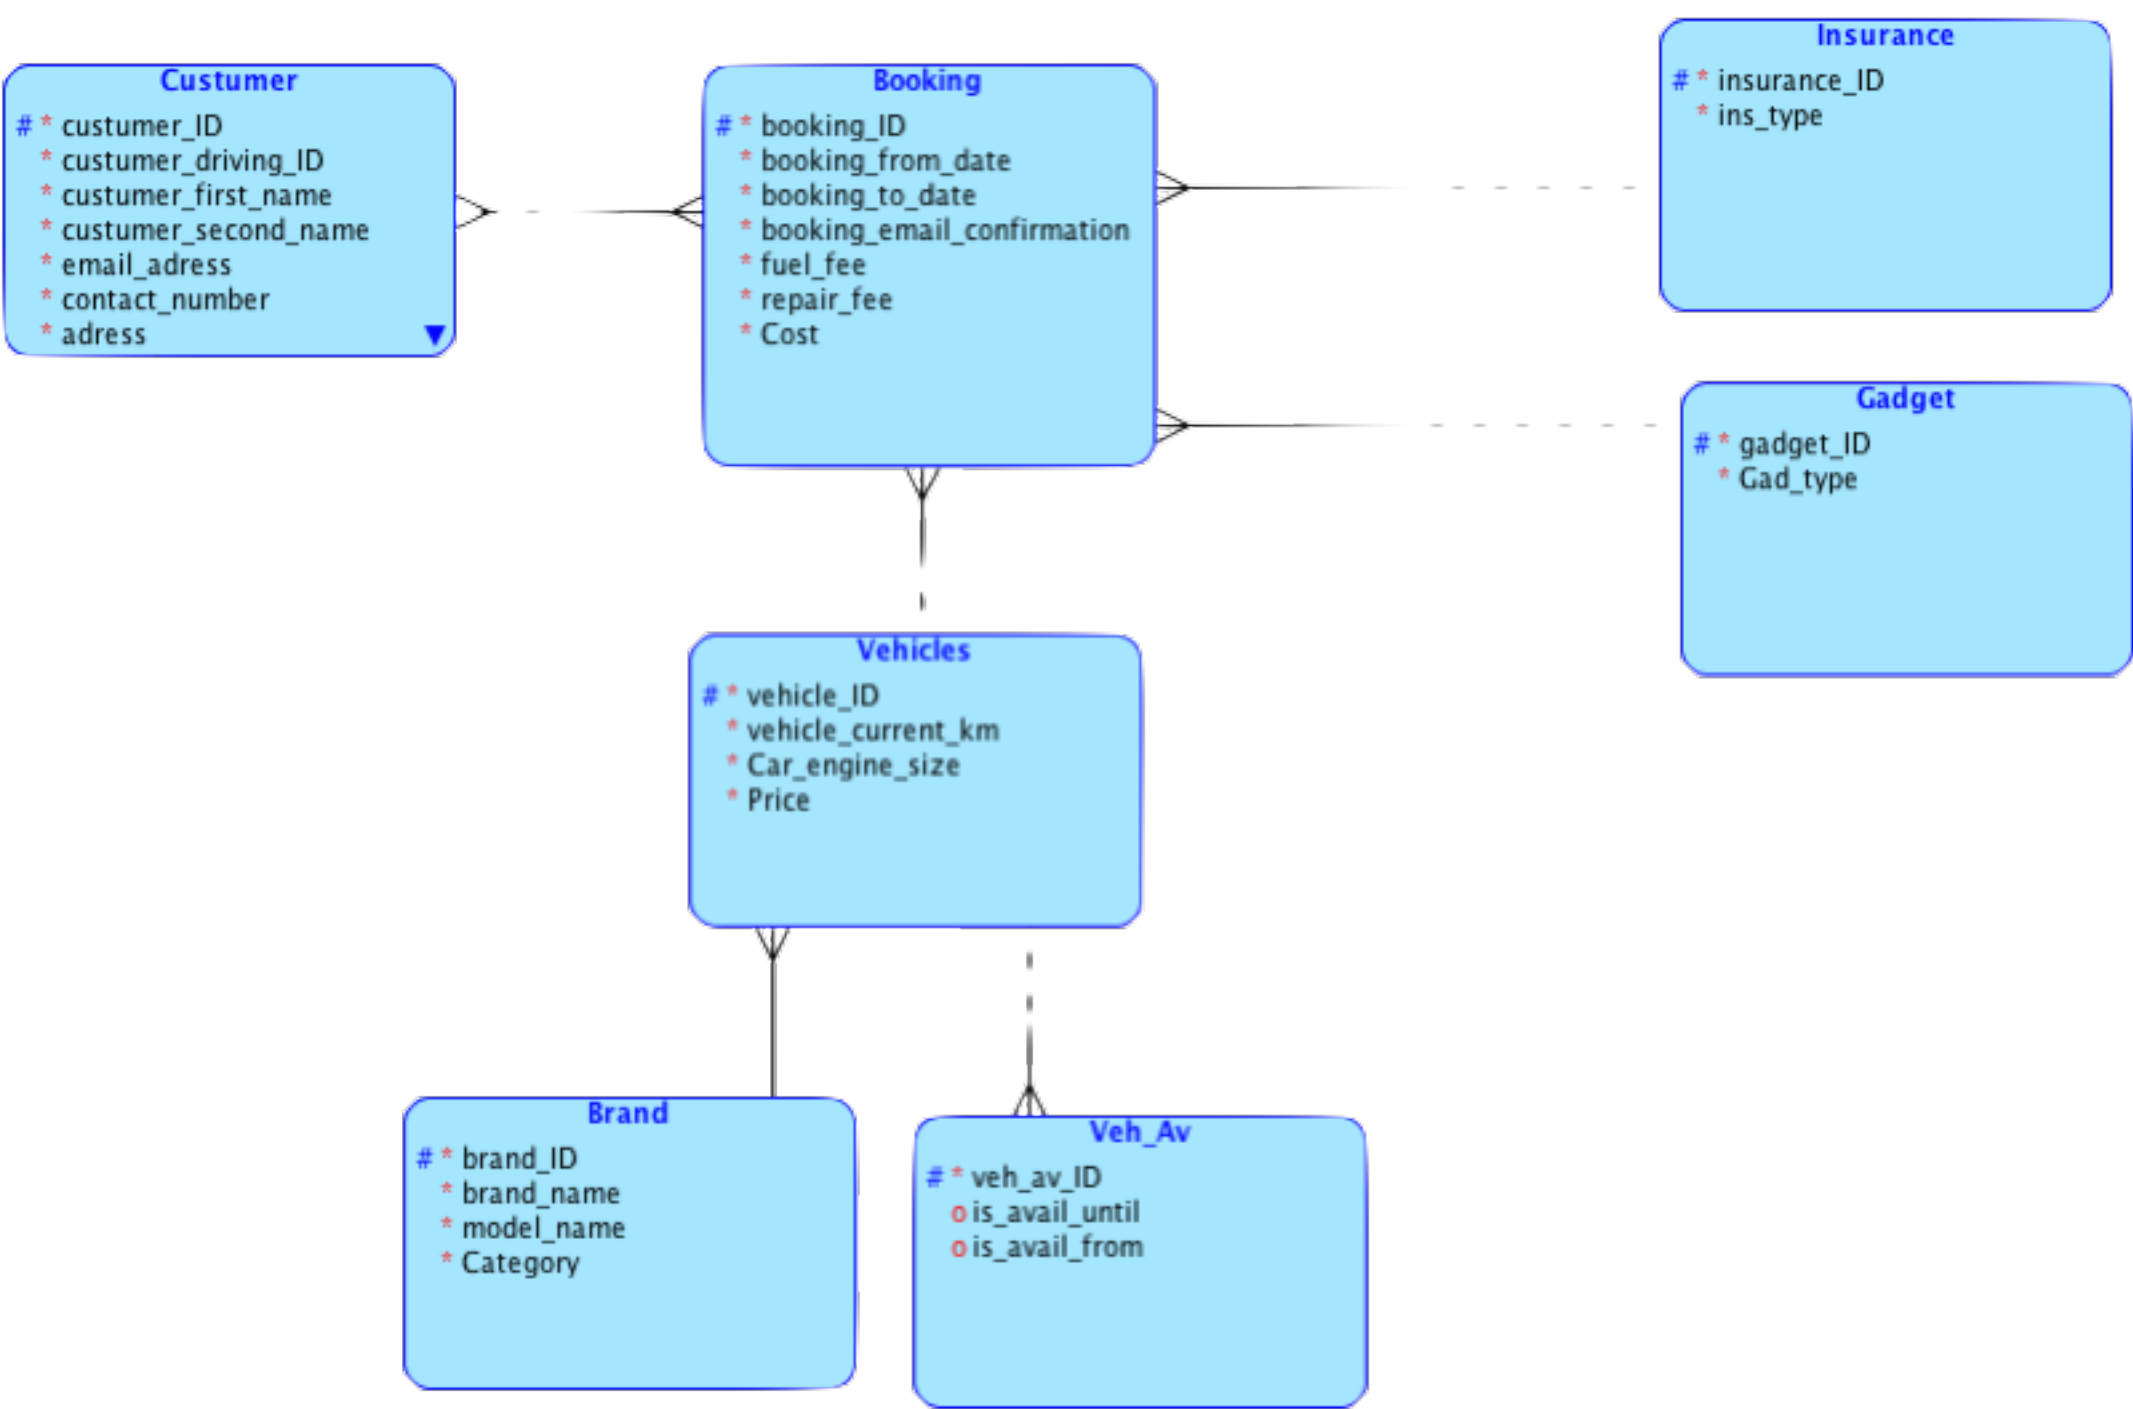 Custumer
# * custumer_ID
* custumer_driving_ID
* custumer_first_name
* custumer_second_name
* email_adress
* contact_number
* adress
Booking
# * booking_ID
* booking_from_date
* booking_to_date
* booking_email_confirmation
* fuel_fee
* repair_fee
* Cost
Insurance
# * insurance_ID
* ins_type
Gadget
# * gadget_ID
* Gad_type
Vehicles
# * vehicle_ID
* vehicle_current_km
* Car_engine_size
* Price
Brand
# * brand_ID
* brand_name
* model_name
* Category
Veh_Av
# * veh_av_ID
o is_avail_until
o is_avail_from